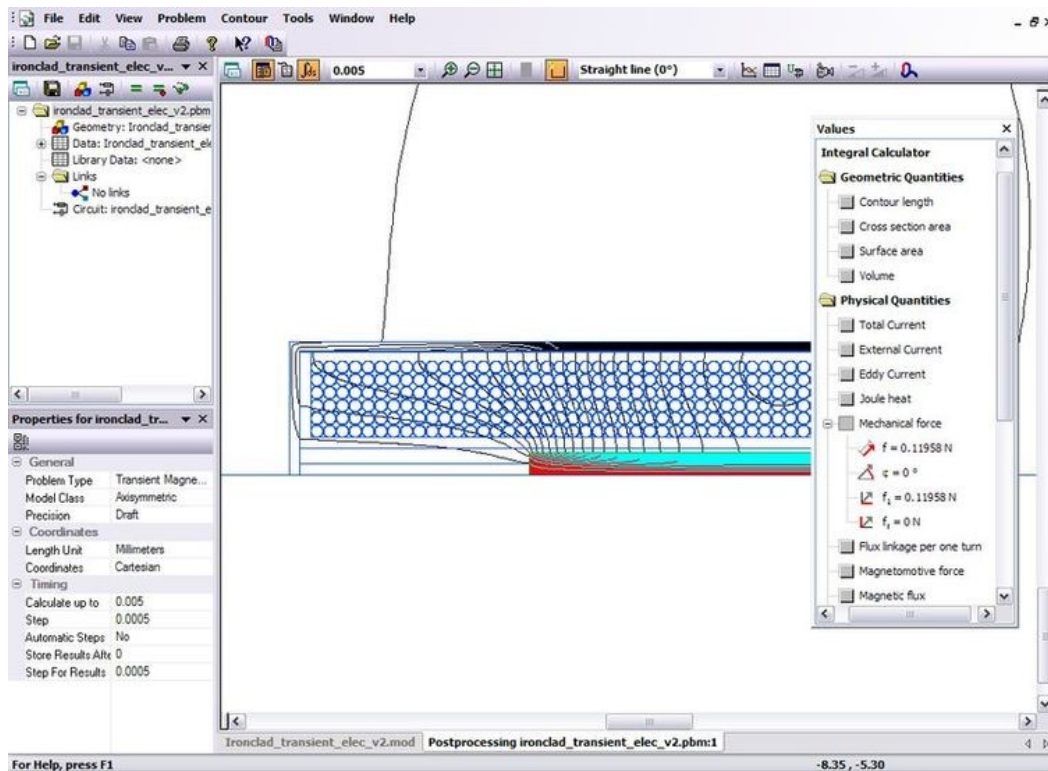 File Edit View Problem Contour Tools Window Help
ironclad_transient_elec_v...
0.005
Straight line (0°)
ironclad_transient_elec_v2.pbm
Geometry: Ironclad_transier
Data: Ironclad_transient_ele
Library Data: <none>
Links
No links
Circuit: ironclad_transient_e
Properties for ironclad_tr...
General
Problem Type Transient Magne...
Model Class Axisymmetric
Precision Draft
Coordinates
Length Unit Millimeters
Coordinates Cartesian
Timing
Calculate up to 0.005
Step 0.0005
Automatic Steps No
Store Results Afte 0
Step For Results 0.0005
Values
Integral Calculator
Geometric Quantities
Contour length
Cross section area
Surface area
Volume
Physical Quantities
Total Current
External Current
Eddy Current
Joule heat
Mechanical force
f = 0.11958 N
= 0 °
= 0.11958 N
= 0 N
Flux linkage per one turn
Magnetomotive force
Magnetic flux
Ironclad_transient_elec_v2.mod
Postprocessing ironclad_transient_elec_v2.pbm:1
For Help, press F1
-8.35 , -5.30